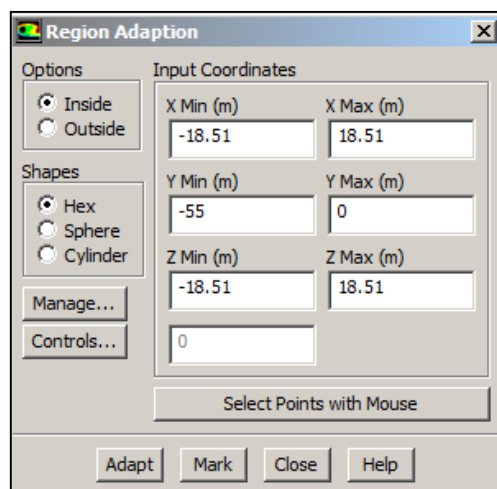 Region Adaption
Options
Inside
Outside
Shapes
Hex
Sphere
Cylinder
Manage...
Controls...
Input Coordinates
X Min (m) X Max (m)
-18.51 18.51
Y Min (m) Y Max (m)
-55 0
Z Min (m) Z Max (m)
-18.51 18.51
0
Select Points with Mouse
Adapt Mark Close Help